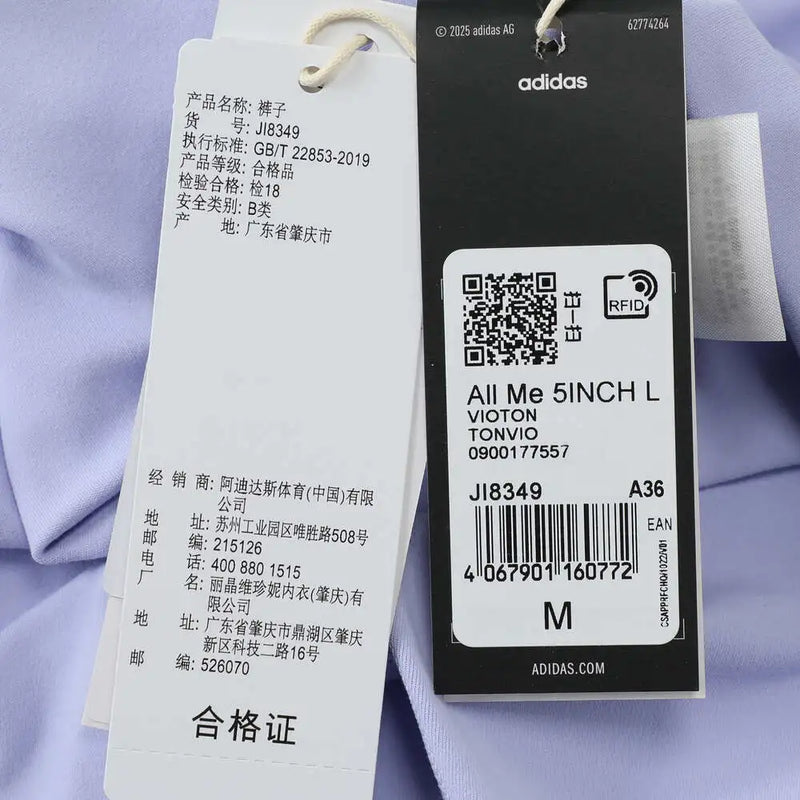 产品名称: 裤子
货 号: JI8349
执行标准: GB/T 22853-2019
产品等级: 合格品
检验合格: 检18
安全类别: B类
产 地: 广东省肇庆市
经 销 商: 阿迪达斯体育(中国)有限
公司
地 址: 苏州工业园区唯胜路508号
邮 编: 215126
电 话: 400 880 1515
厂 名: 丽晶维珍妮内衣(肇庆)有
限公司
地 址: 广东省肇庆市鼎湖区肇庆
新区科技二路16号
邮 编: 526070
合格证
© 2025 adidas AG
62774264
adidas
扫一扫
RFID
All Me 5INCH L
VIOTON
TONVIO
0900177557
JI8349 A36
EAN
4 067901 160772
M
ADIDAS.COM